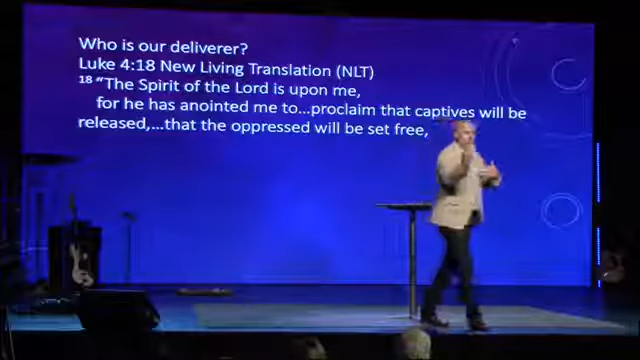 Who is our deliverer?
Luke 4:18 New Living Translation (NLT)
18 “The Spirit of the Lord is upon me,
for he has anointed me to...proclaim that captives will be
released,...that the oppressed will be set free,